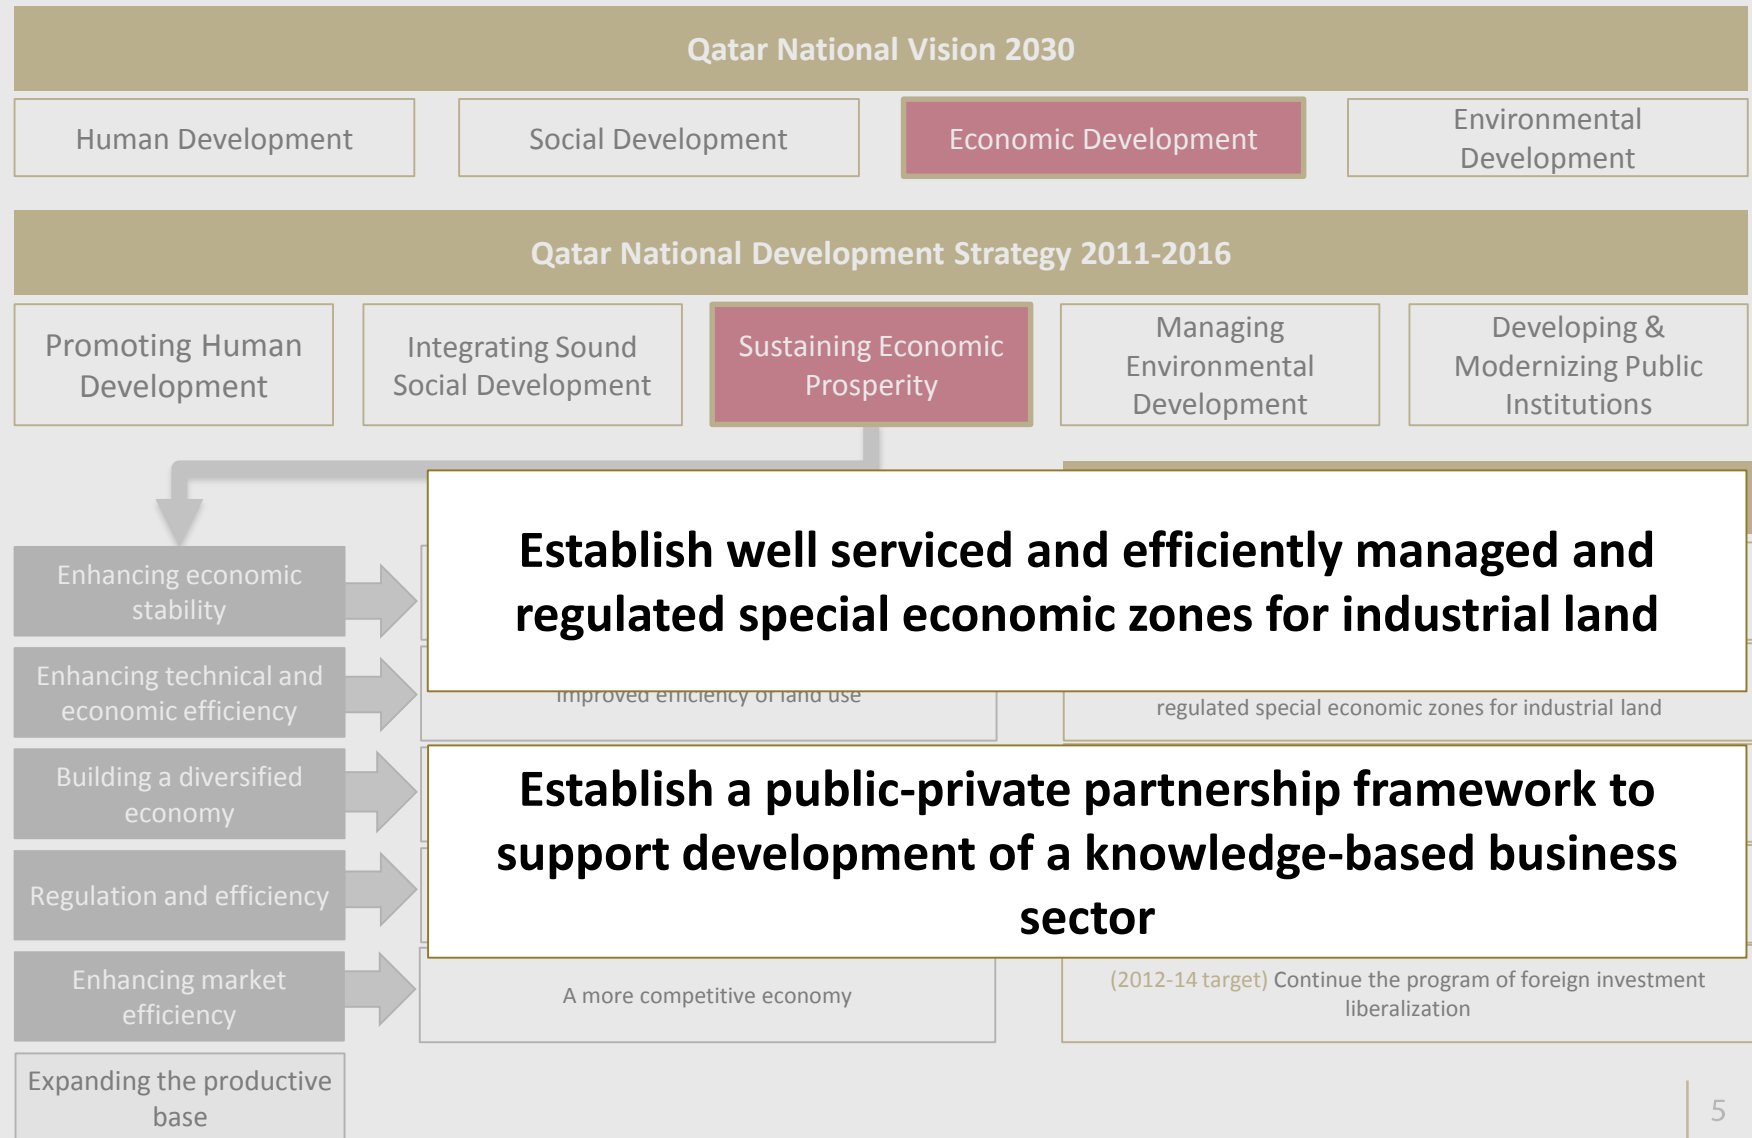 Qatar National Vision 2030
Human Development
Social Development
Economic Development
Environmental
Development
Qatar National Development Strategy 2011-2016
Promoting Human
Development
Integrating Sound
Social Development
Sustaining Economic
Prosperity
Managing
Environmental
Development
Developing &
Modernizing Public
Institutions
Establish well serviced and efficiently managed and
regulated special economic zones for industrial land
Enhancing economic
stability
Enhancing technical and
economic efficiency
Improved efficiency of land use
regulated special economic zones for industrial land
Building a diversified
economy
Establish a public-private partnership framework to
support development of a knowledge-based business
sector
Regulation and efficiency
Enhancing market
efficiency
A more competitive economy
(2012-14 target) Continue the program of foreign investment
liberalization
Expanding the productive
base
5